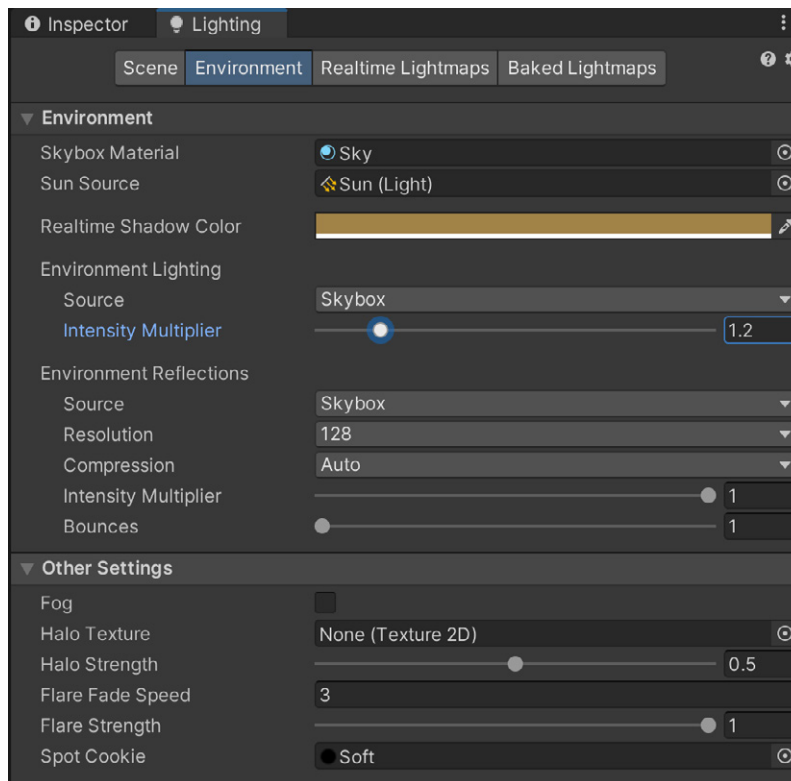 Inspector Lighting
Scene Environment Realtime Lightmaps Baked Lightmaps
Environment
Skybox Material Sky
Sun Source Sun (Light)
Realtime Shadow Color
Environment Lighting
Source Skybox
Intensity Multiplier 1.2
Environment Reflections
Source Skybox
Resolution 128
Compression Auto
Intensity Multiplier 1
Bounces 1
Other Settings
Fog
Halo Texture None (Texture 2D)
Halo Strength 0.5
Flare Fade Speed 3
Flare Strength 1
Spot Cookie Soft